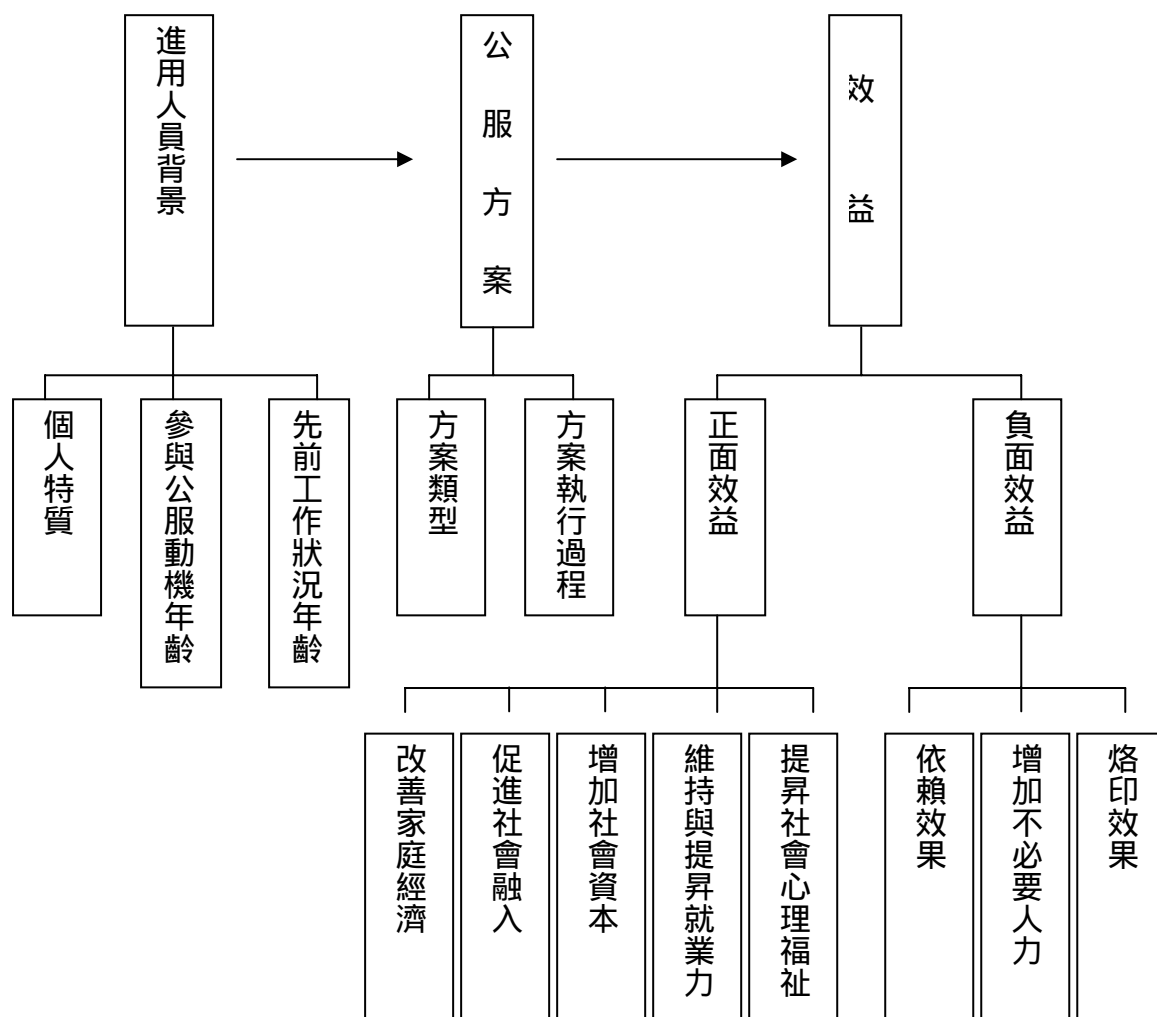 進用人員背景
公服方案
效益
個人特質
參與公服動機年齡
先前工作狀況年齡
方案類型
方案執行過程
正面效益
負面效益
改善家庭經濟
促進社會融入
增加社會資本
維持與提昇就業力
提昇社會心理福祉
依賴效果
增加不必要人力
烙印效果